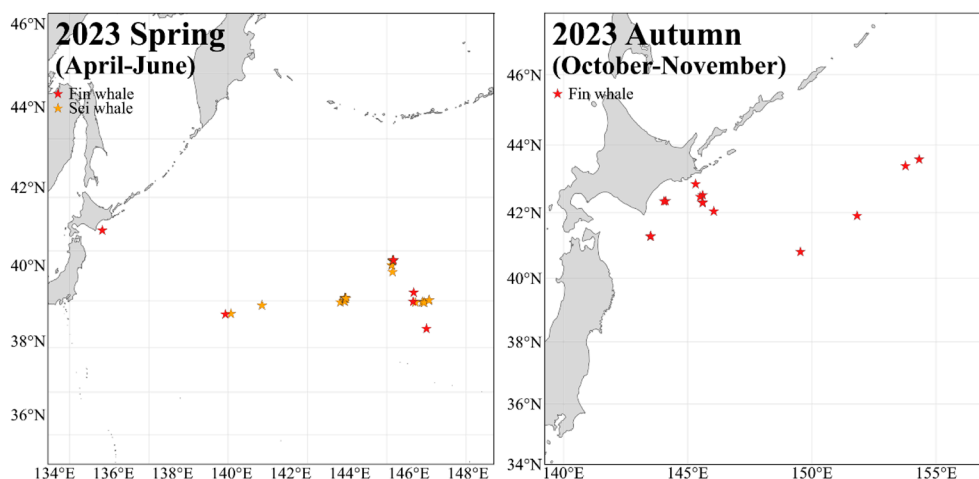 2023 Spring
(April-June)
Fin whale
Sei whale
46°N
44°N
42°N
40°N
38°N
36°N
134°E 136°E 140°E 142°E 144°E 146°E 148°E
2023 Autumn
(October-November)
Fin whale
46°N
44°N
42°N
40°N
38°N
36°N
34°N
140°E 145°E 150°E 155°E